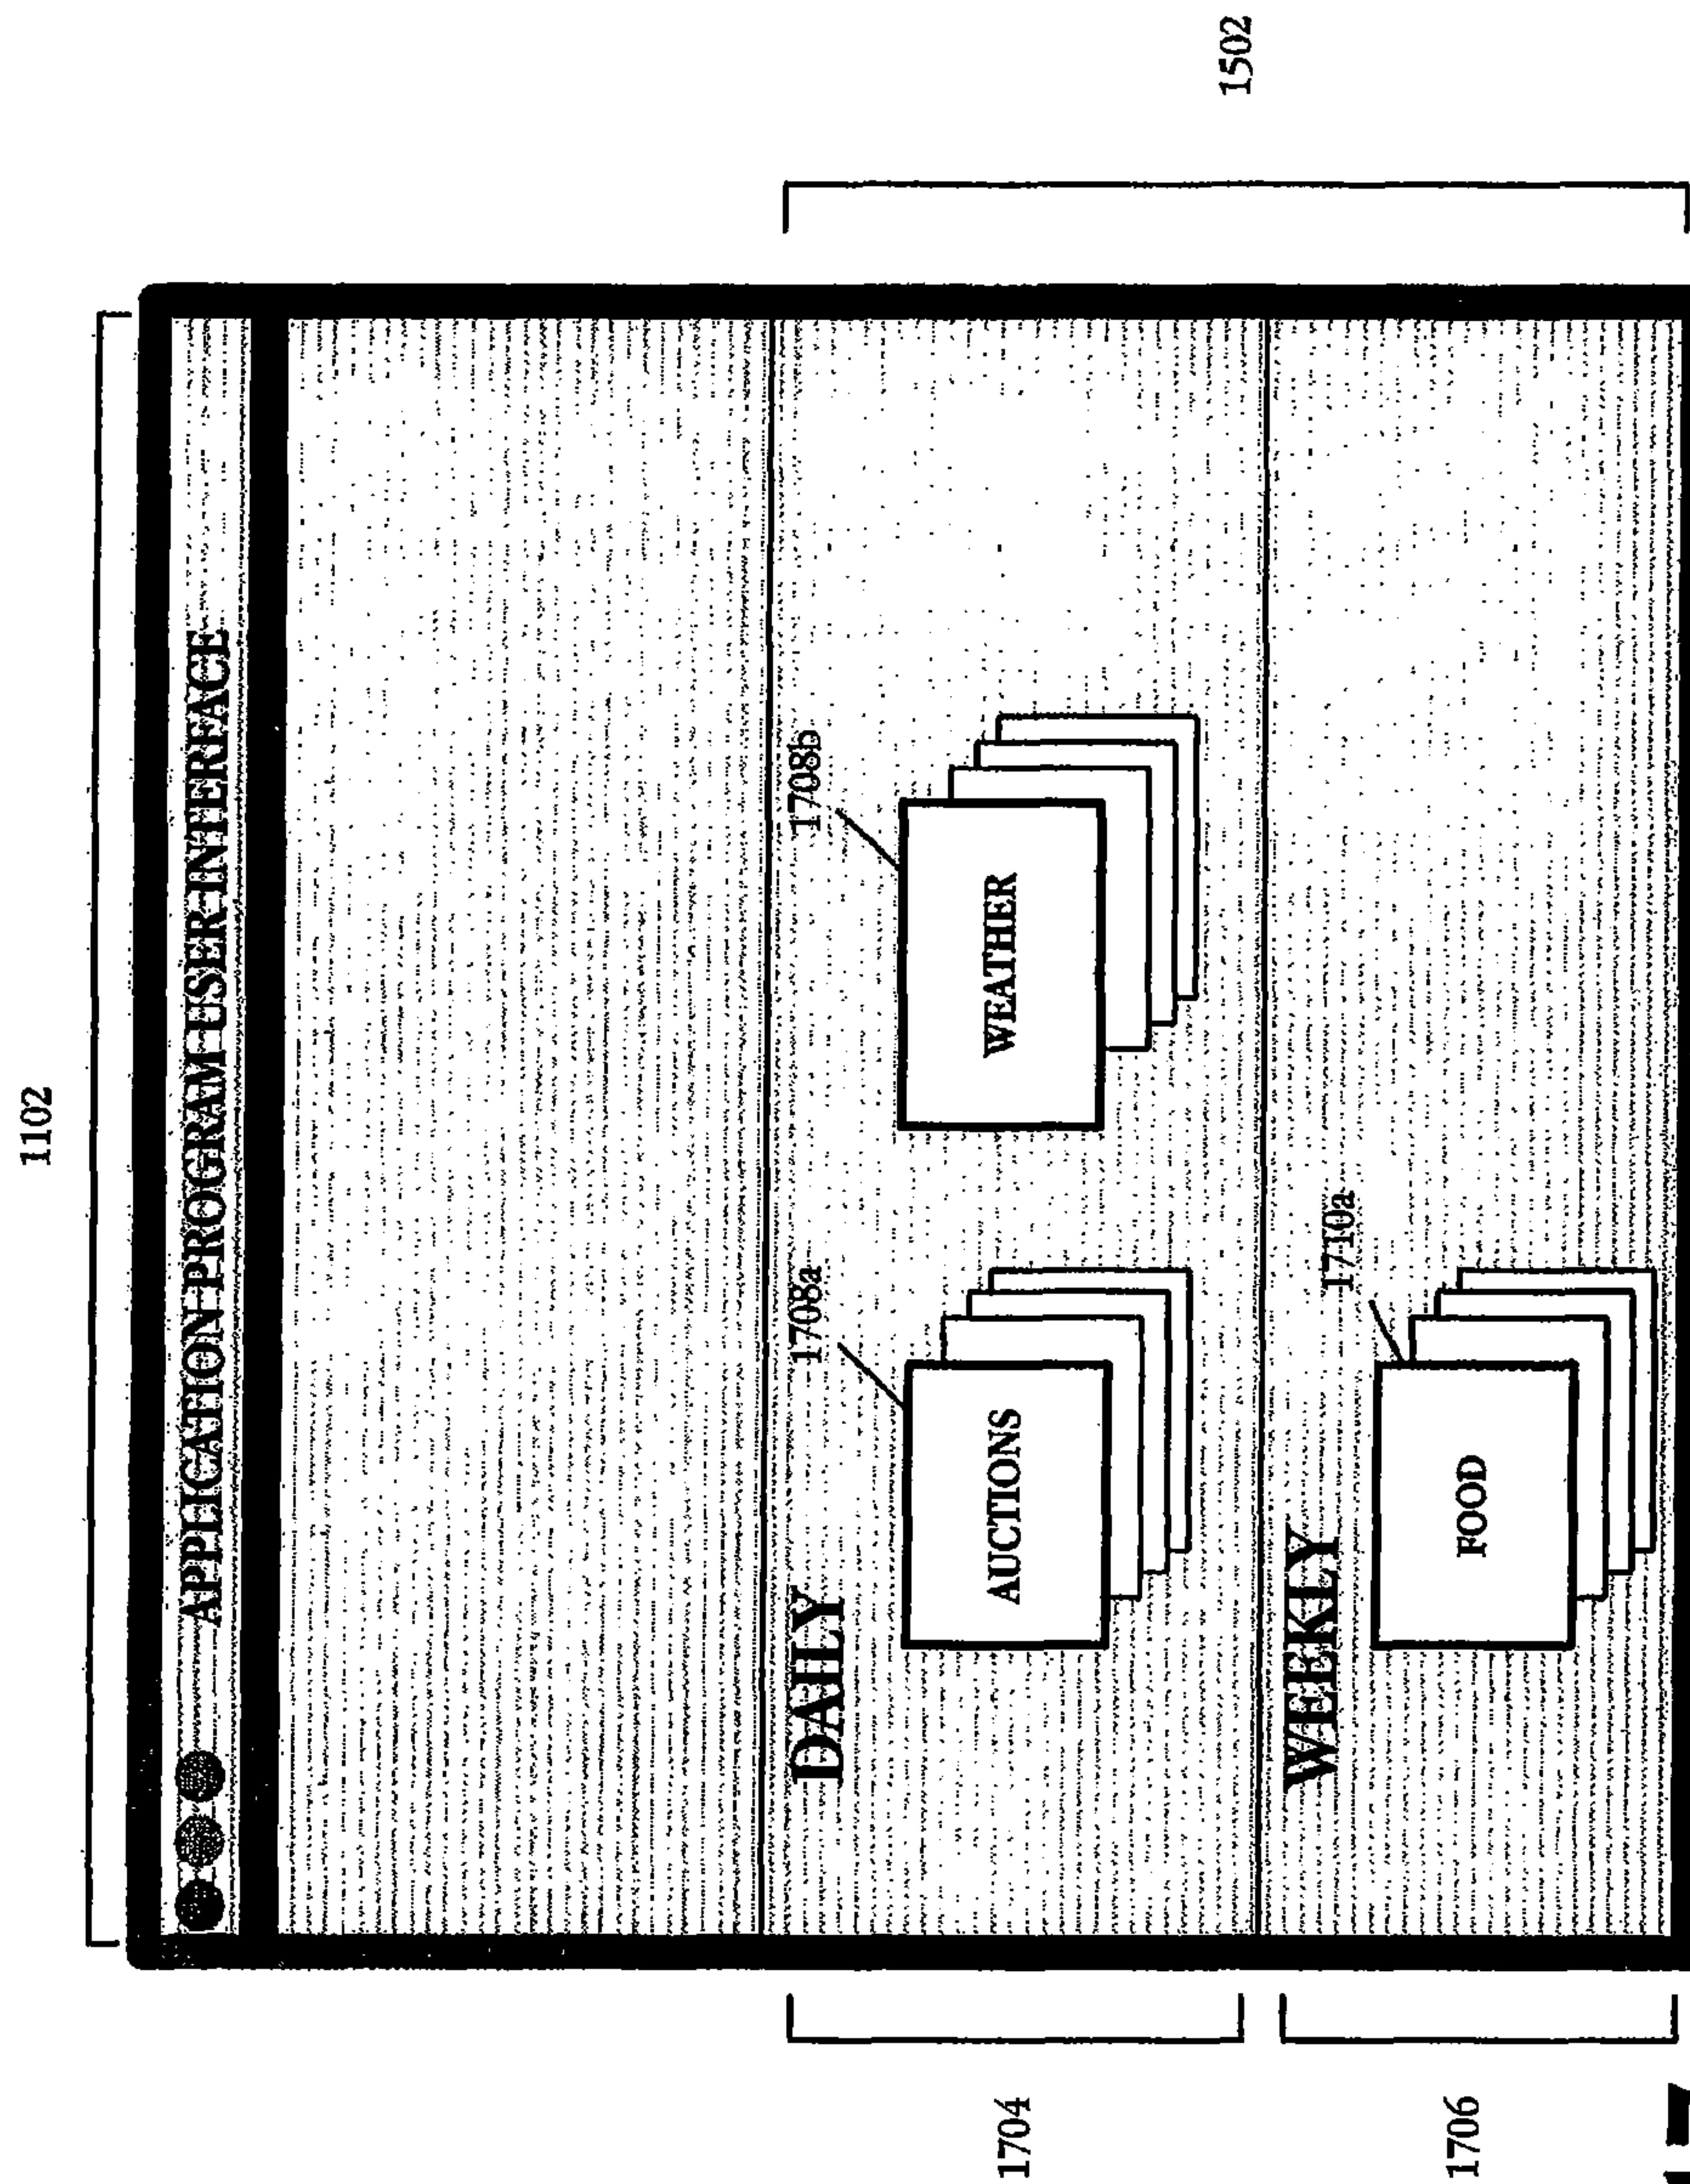 1102
APPLICATION PROGRAM USER INTERFACE
DAILY
1708a
1708b
AUCTIONS
WEATHER
1704
1502
WEEKLY
1710a
FOOD
1706